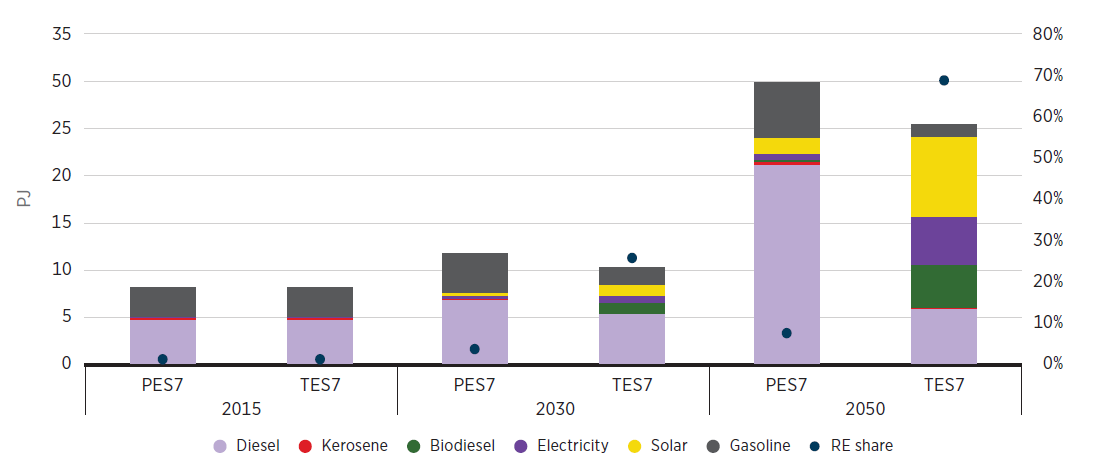 35 80%
50 70%
25 60%
20 50%
15 40%
10 30%
5 20%
0 10%
0%
PJ
PES7 TES7 PES7 TES7 PES7 TES7
2015 2030 2050
Diesel Kerosene Biodiesel Electricity Solar Gasoline RE share